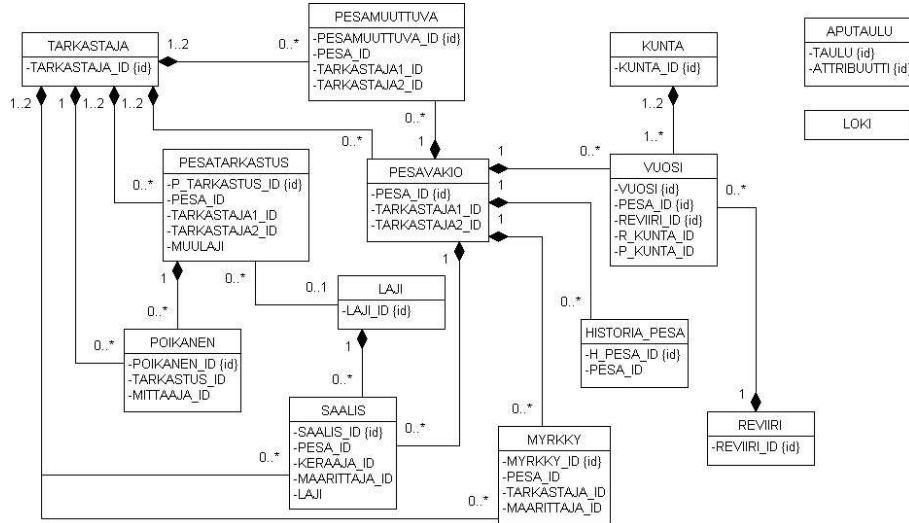 TARKASTAJA
-TARKASTAJA_ID {id}
1..2
0..*
PESAMUUTTUVA
-PESAMUUTTUVA_ID {id}
-PESA_ID
-TARKASTAJA1_ID
-TARKASTAJA2_ID
KUNTA
-KUNTA_ID {id}
APUTAULU
-TAULU {id}
-ATTRIBUUTTI {id}
LOKI
1..2
1
1..2
1..2
0..*
1
0..*
1..2
1..*
PESATARKASTUS
-P_TARKASTUS_ID {id}
-PESA_ID
-TARKASTAJA1_ID
-TARKASTAJA2_ID
-MUULAJI
0..*
PESAVAKIO
-PESA_ID {id}
-TARKASTAJA1_ID
-TARKASTAJA2_ID
1
0..*
1
1
VUOSI
-VUOSI {id}
-PESA_ID {id}
-REVIIRI_ID {id}
-R_KUNTA_ID
-P_KUNTA_ID
0..*
1
1
0..*
0..1
LAJI
-LAJI_ID {id}
0..*
0..*
HISTORIA_PESA
-H_PESA_ID {id}
-PESA_ID
0..*
POIKANEN
-POIKANEN_ID {id}
-TARKASTUS_ID
-MITTAAJA_ID
1
0..*
SAALIS
-SAALIS_ID {id}
-PESA_ID
-KERAAJA_ID
-MAARITTAJA_ID
-LAJI
0..*
0..*
0..*
MYRKKY
-MYRKKY_ID {id}
-PESA_ID
-TARKASTAJA_ID
-MAARITTAJA_ID
0..*
1
REVIIRI
-REVIIRI_ID {id}